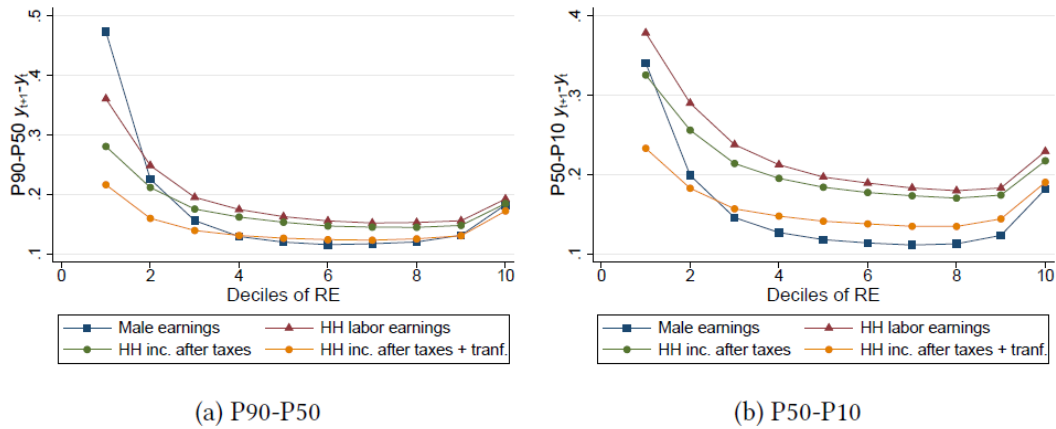 P90-P50 yt+1-yt
.5
.4
.3
.2
.1
0 2 4 6 8 10
Deciles of RE
Male earnings HH labor earnings
HH inc. after taxes HH inc. after taxes + tranf.
(a) P90-P50
P50-P10 yt+1-yt
.4
.3
.2
.1
0 2 4 6 8 10
Deciles of RE
Male earnings HH labor earnings
HH inc. after taxes HH inc. after taxes + tranf.
(b) P50-P10